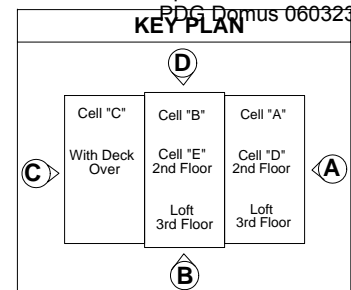 PDG Domus 060323
KEY PLAN
D
Cell "C"
Cell "B"
Cell "A"
With Deck
Over
Cell "E"
2nd Floor
Cell "D"
2nd Floor
C
A
Loft
3rd Floor
Loft
3rd Floor
B